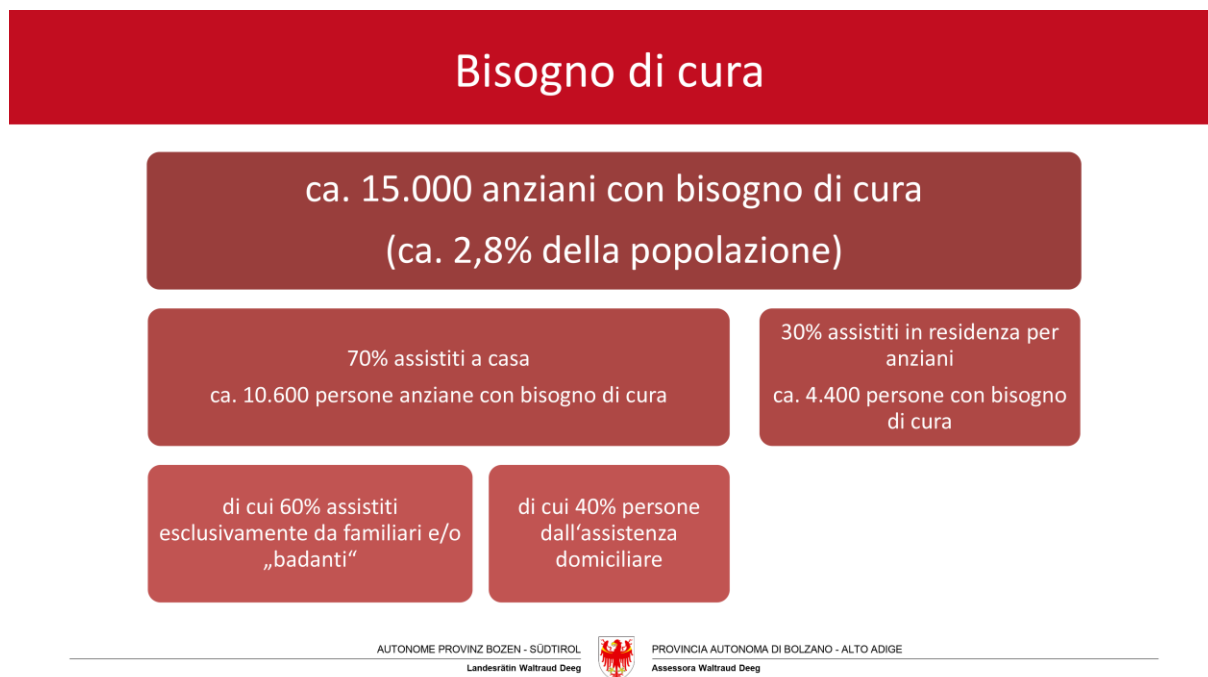 Bisogno di cura
ca. 15.000 anziani con bisogno di cura
(ca. 2,8% della popolazione)
70% assistiti a casa
ca. 10.600 persone anziane con bisogno di cura
30% assistiti in residenza per
anziani
ca. 4.400 persone con bisogno
di cura
di cui 60% assistiti
esclusivamente da familiari e/o
„badanti“
di cui 40% persone
dall‘assistenza
domiciliare
AUTONOME PROVINZ BOZEN - SÜDTIROL
Landesrätin Waltraud Deeg
PROVINCIA AUTONOMA DI BOLZANO - ALTO ADIGE
Assessora Waltraud Deeg